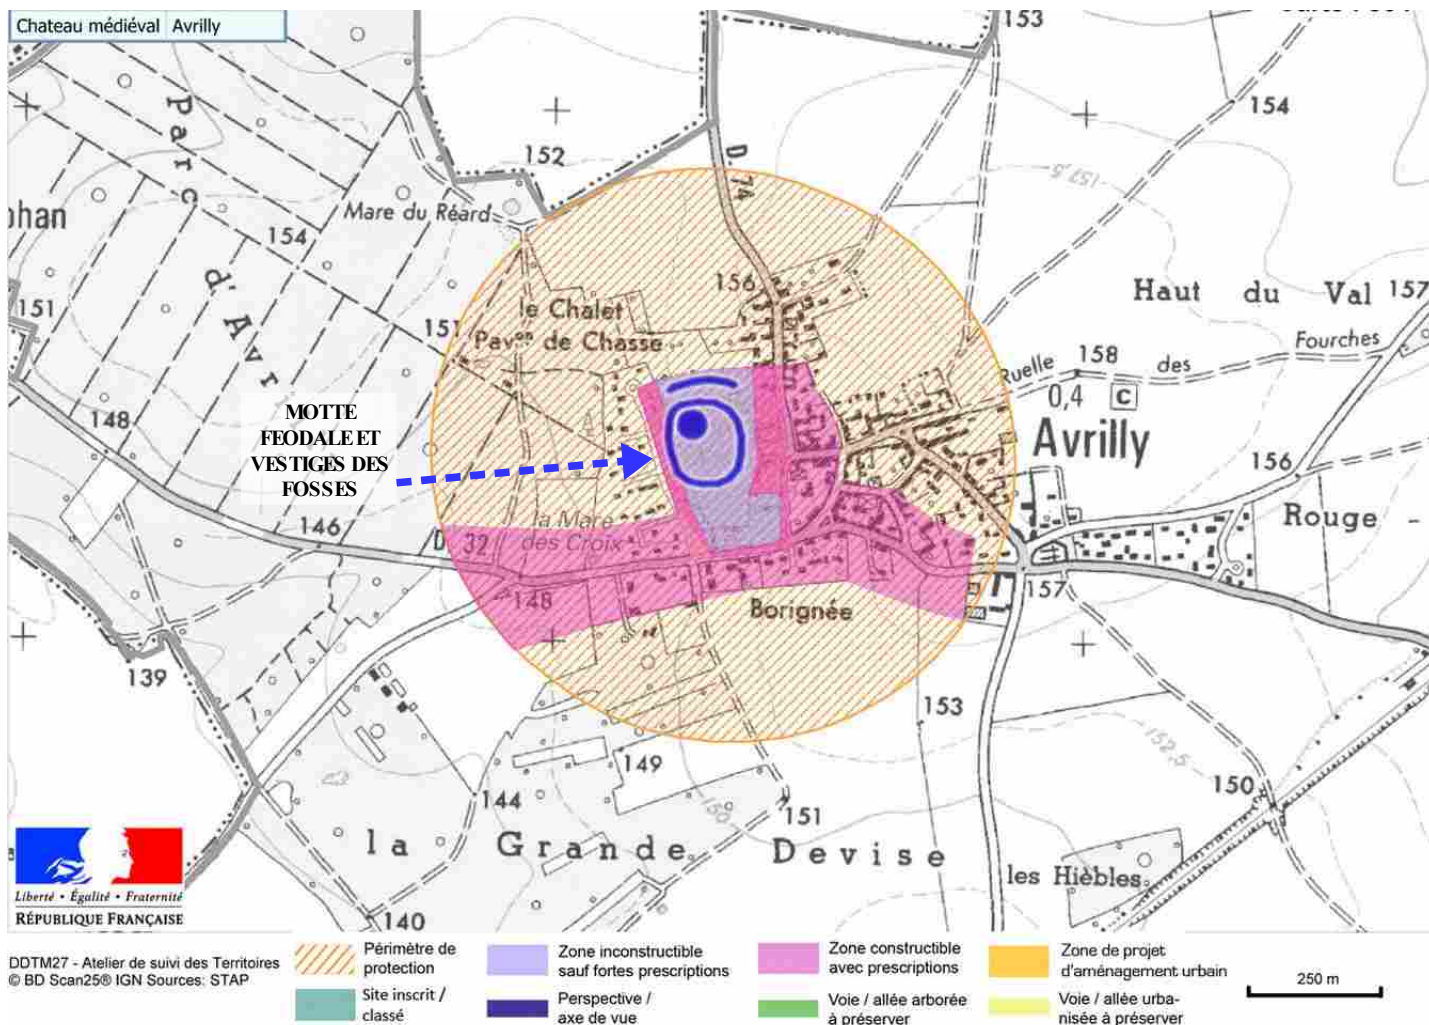 Chateau médiéval Avrilly
153
154
152
157.5
D. 74
Parc d'Avr
Mare du Réard
154
151
151
156
le Chalet
Pav^on de Chasse
Haut du Val
157
Fourches
Ruelle
158
des
0,4
C
Avrilly
148
MOTTE
FEODALE ET
VESTIGES DES
FOSSES
156
146
la Mare
des Croix
D. 32
Rouge -
148
Borignée
157
139
153
152.5
149
144
150
151
150
la Grande Devise
les Hièbles
140
Liberté • Égalité • Fraternité
RÉPUBLIQUE FRANÇAISE
DDTM27 - Atelier de suivi des Territoires
© BD Scan25® IGN Sources: STAP
Périmètre de
protection
Site inscrit /
classé
Zone inconstructible
sauf fortes prescriptions
Perspective /
axe de vue
Zone constructible
avec prescriptions
Voie / allée arborée
à préserver
Zone de projet
d'aménagement urbain
Voie / allée urba-
nisée à préserver
250 m